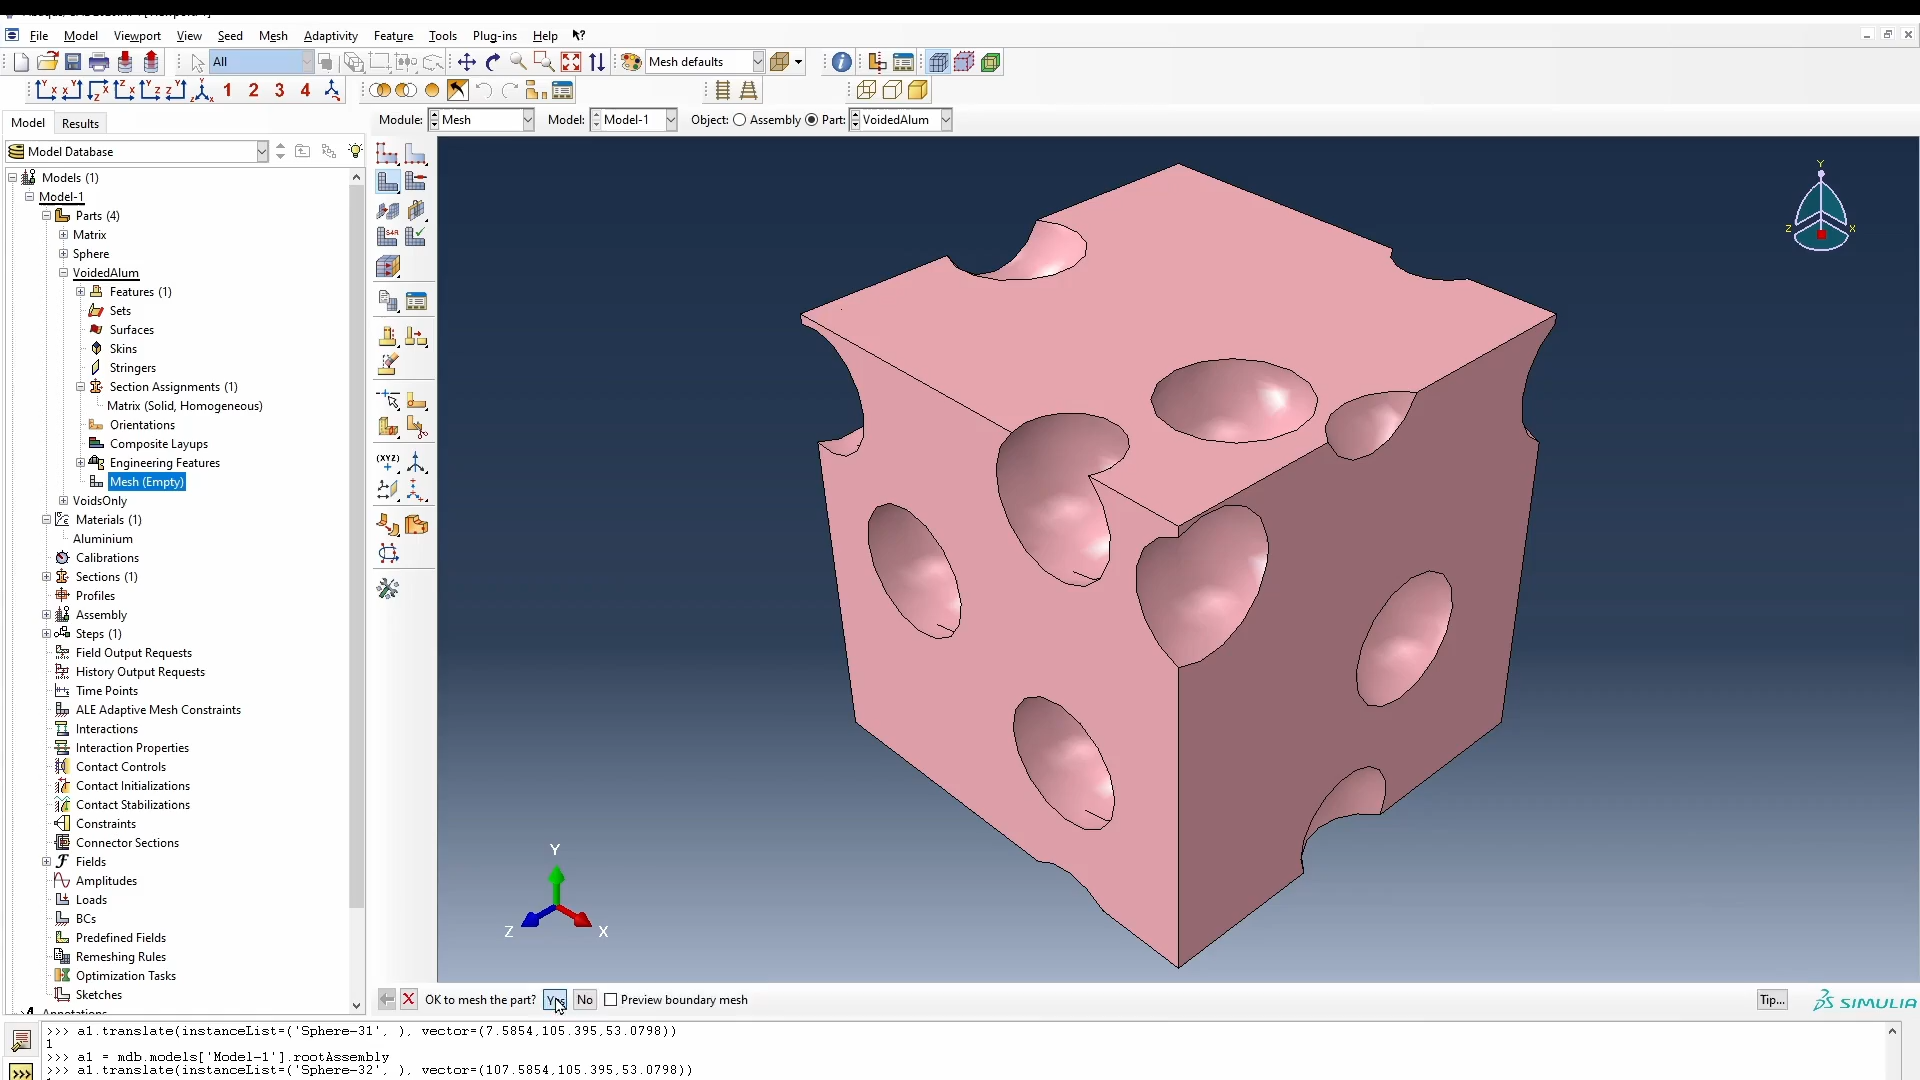 File Model Viewport View Seed Mesh Adaptivity Feature Tools Plug-ins Help
All Mesh defaults
1 2 3 4
Model Results Module: Mesh Model: Model-1 Object: Assembly Part: VoidedAlum
Model Database
Models (1)
Model-1
Parts (4)
Matrix
Sphere
VoidedAlum
Features (1)
Sets
Surfaces
Skins
Stringers
Section Assignments (1)
Matrix (Solid, Homogeneous)
Orientations
Composite Layups
Engineering Features
Mesh (Empty)
VoidsOnly
Materials (1)
Aluminium
Calibrations
Sections (1)
Profiles
Assembly
Steps (1)
Field Output Requests
History Output Requests
Time Points
ALE Adaptive Mesh Constraints
Interactions
Interaction Properties
Contact Controls
Contact Initializations
Contact Stabilizations
Constraints
Connector Sections
Fields
Amplitudes
Loads
BCs
Predefined Fields
Remeshing Rules
Optimization Tasks
Sketches
Annotations
(XYZ)
Y
Z X
Y
Z X
OK to mesh the part? Yes No Preview boundary mesh Tip... SIMULIA
>>> a1.translate(instanceList=('Sphere-31', ), vector=(7.5854,105.395,53.0798))
1
>>> a1 = mdb.models['Model-1'].rootAssembly
>>> a1.translate(instanceList=('Sphere-32', ), vector=(107.5854,105.395,53.0798))